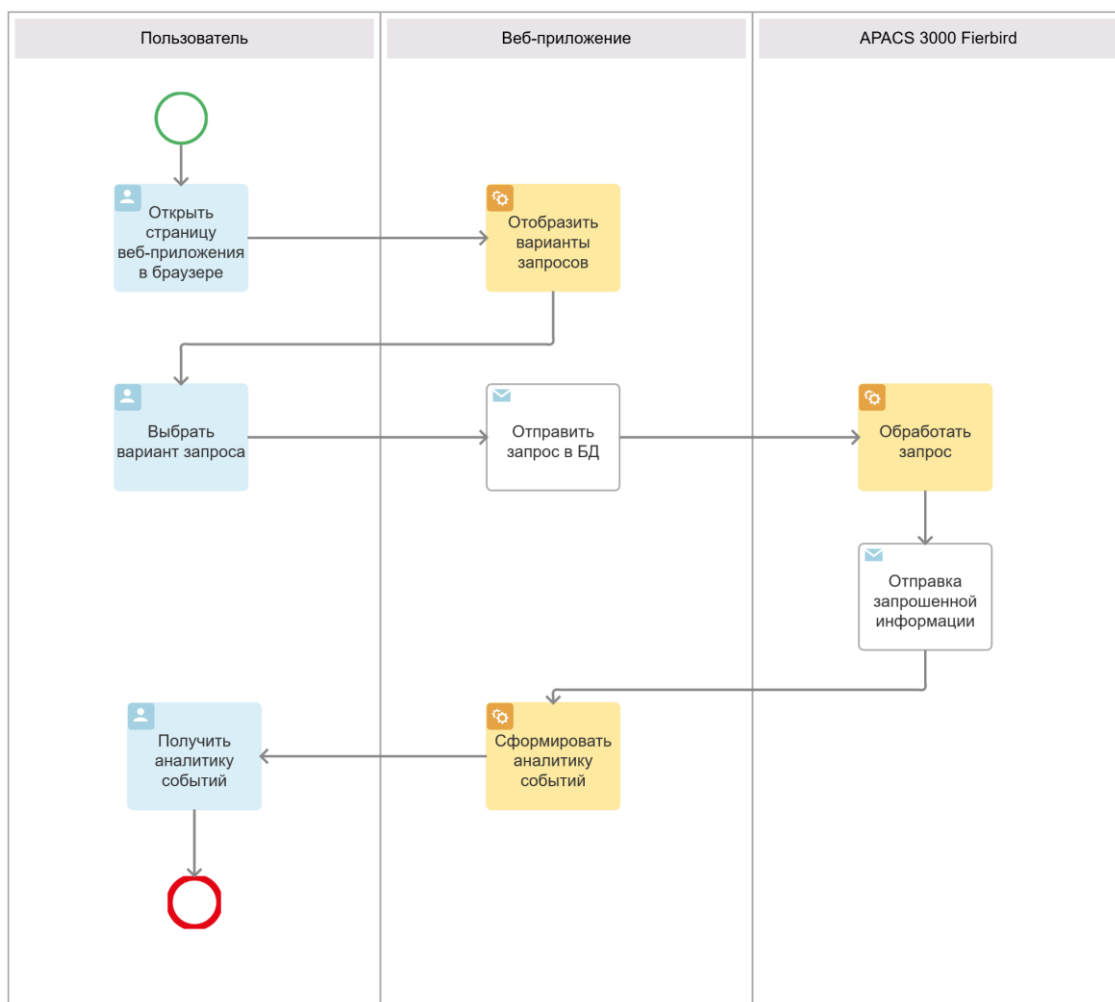 Пользователь
Веб-приложение
APACS 3000 Fierbird
Открыть
страницу
веб-приложения
в браузере
Отобразить
варианты
запросов
Выбрать
вариант запроса
Отправить
запрос в БД
Обработать
запрос
Отправка
запрошенной
информации
Получить
аналитику
событий
Сформировать
аналитику
событий